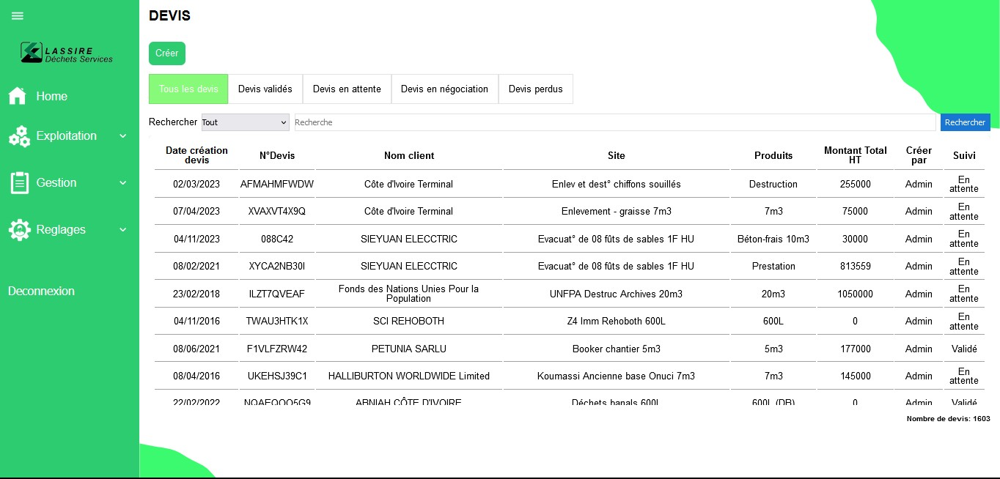 DEVIS
LASSIRE
Déchets Services
Créer
Home
Exploitation
Gestion
Reglages
Deconnexion
Tous les devis Devis validés Devis en attente Devis en négociation Devis perdus
Rechercher Tout Recherche Rechercher
Date création devis N°Devis Nom client Site Produits Montant Total HT Créer par Suivi
02/03/2023 AFMAHMFWDW Côte d'Ivoire Terminal Enlev et dest° chiffons souillés Destruction 255000 Admin En attente
07/04/2023 XVAXVT4X9Q Côte d'Ivoire Terminal Enlevement - graisse 7m3 7m3 75000 Admin En attente
04/11/2023 088C42 SIEYUAN ELECCTRIC Evacuat° de 08 fûts de sables 1F HU Béton-frais 10m3 30000 Admin En attente
08/02/2021 XYCA2NB30I SIEYUAN ELECCTRIC Evacuat° de 08 fûts de sables 1F HU Prestation 813559 Admin En attente
23/02/2018 ILZT7QVEAF Fonds des Nations Unies Pour la Population UNFPA Destruc Archives 20m3 20m3 1050000 Admin En attente
04/11/2016 TWAU3HTK1X SCI REHOBOTH Z4 Imm Rehoboth 600L 600L 0 Admin En attente
08/06/2021 F1VLFZRW42 PETUNIA SARLU Booker chantier 5m3 5m3 177000 Admin Validé
08/04/2016 UKEHSJ39C1 HALLIBURTON WORLDWIDE Limited Koumassi Ancienne base Onuci 7m3 7m3 145000 Admin En attente
22/02/2022 NOAEQOO5G9 ABNIAH CÔTE D'IVOIRE Déchets banals 600L 600L (DB) 0 Admin Validé
Nombre de devis: 1603